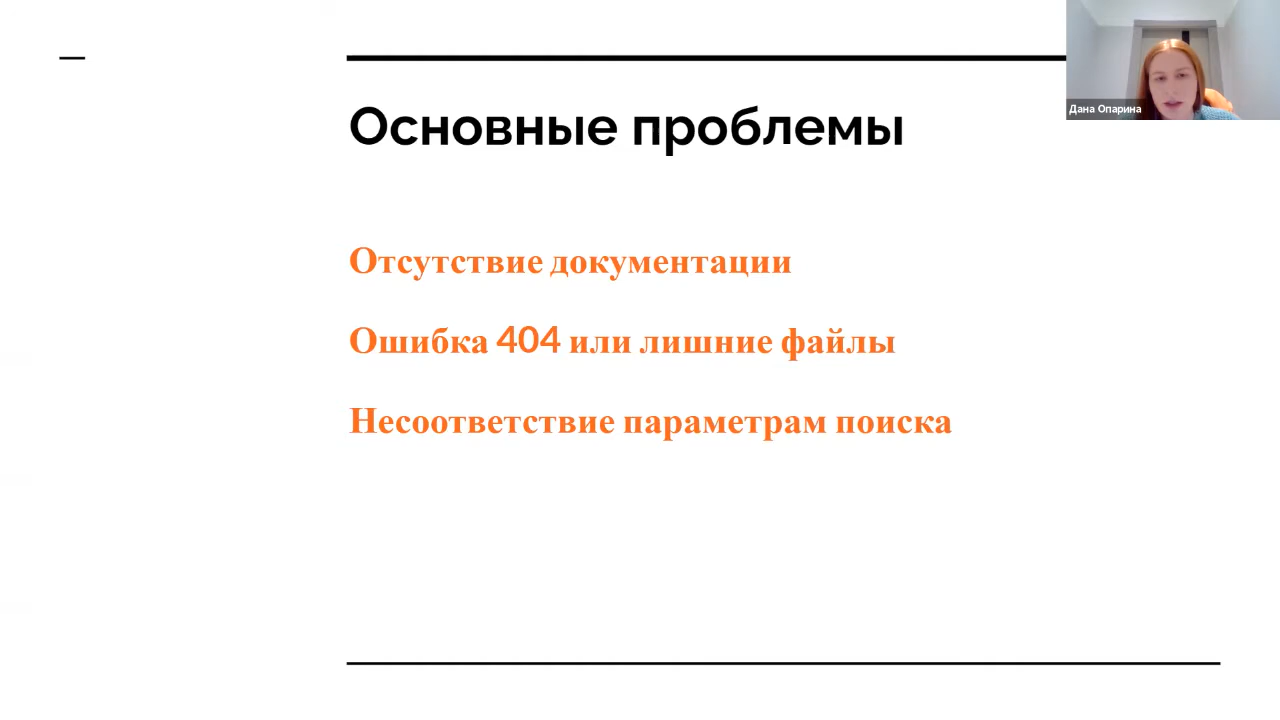 Основные проблемы
Дана Опарина
Отсутствие документации
Ошибка 404 или лишние файлы
Несоответствие параметрам поиска